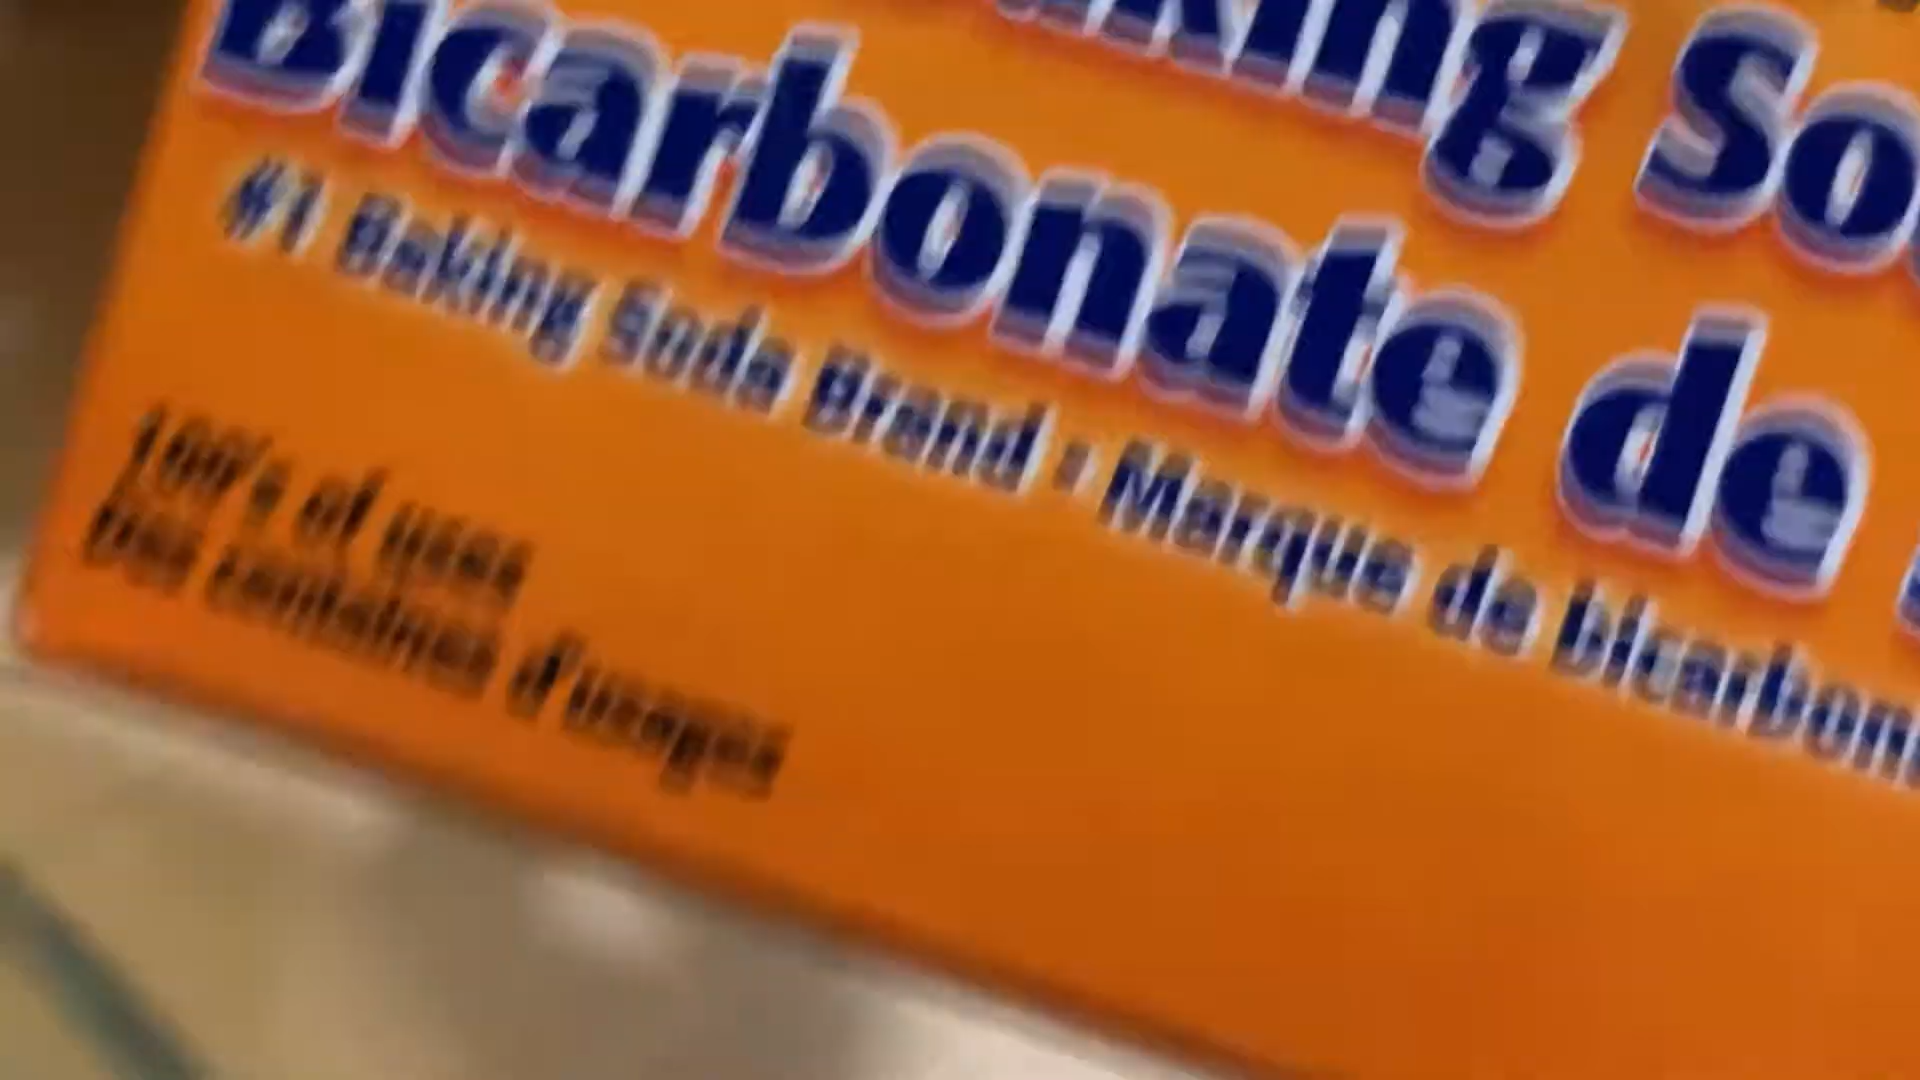 Baking So
Bicarbonate de
#1 Baking Soda Brand • Marque de bicarbon
100's of uses
Des centaines d'usages